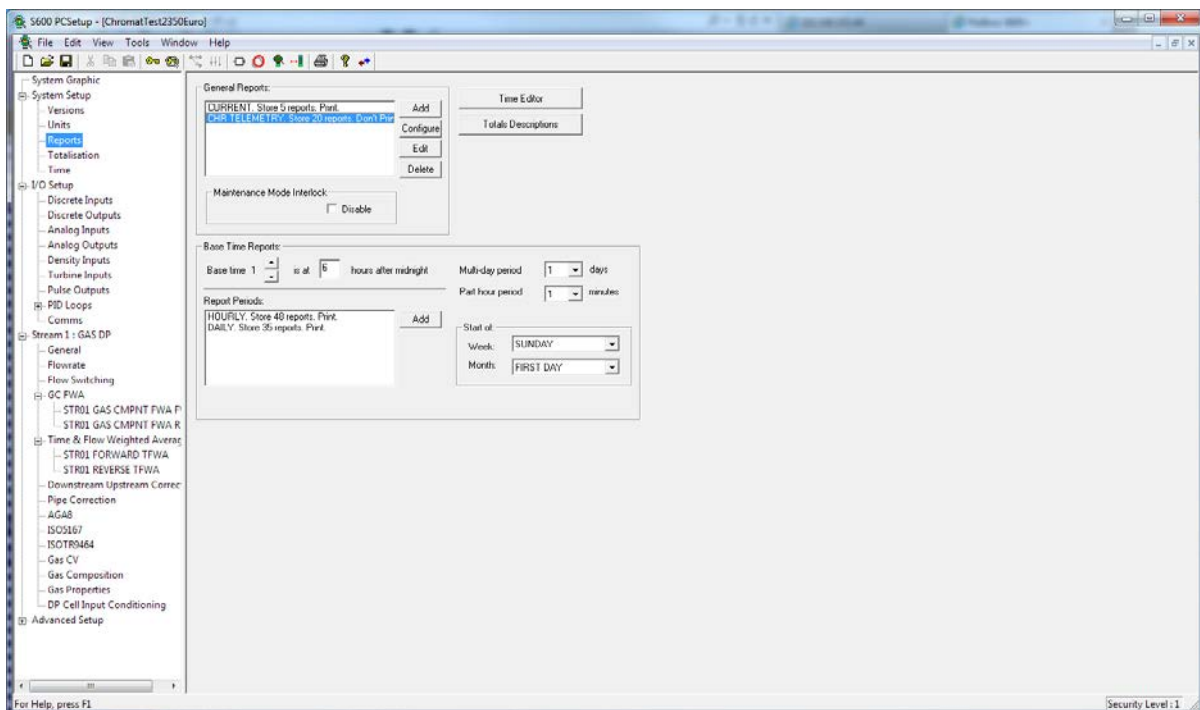 S600 PCSetup - [ChromatTest2350Euro]
File Edit View Tools Window Help
System Graphic
System Setup
Versions
Units
Reports
Totalisation
Time
I/O Setup
Discrete Inputs
Discrete Outputs
Analog Inputs
Analog Outputs
Density Inputs
Turbine Inputs
Pulse Outputs
PID Loops
Comms
Stream 1 : GAS DP
General
Flowrate
Flow Switching
GC FWA
STR01 GAS CMPNT FWA F
STR01 GAS CMPNT FWA R
Time & Flow Weighted Averag
STR01 FORWARD TFWA
STR01 REVERSE TFWA
Downstream Upstream Correc
Pipe Correction
AGA8
ISO5167
ISOTR9464
Gas CV
Gas Composition
Gas Properties
DP Cell Input Conditioning
Advanced Setup
General Reports:
CURRENT. Store 5 reports. Print.
CHR TELEMETRY. Store 20 reports. Don't Prin
Add
Configure
Edit
Delete
Maintenance Mode Interlock
Disable
Time Editor
Totals Descriptions
Base Time Reports:
Base time 1 is at 6 hours after midnight
Multi-day period 1 days
Part hour period 1 minutes
Report Periods:
HOURLY. Store 48 reports. Print.
DAILY. Store 35 reports. Print.
Add
Start of:
Week: SUNDAY
Month: FIRST DAY
For Help, press F1
Security Level : 1